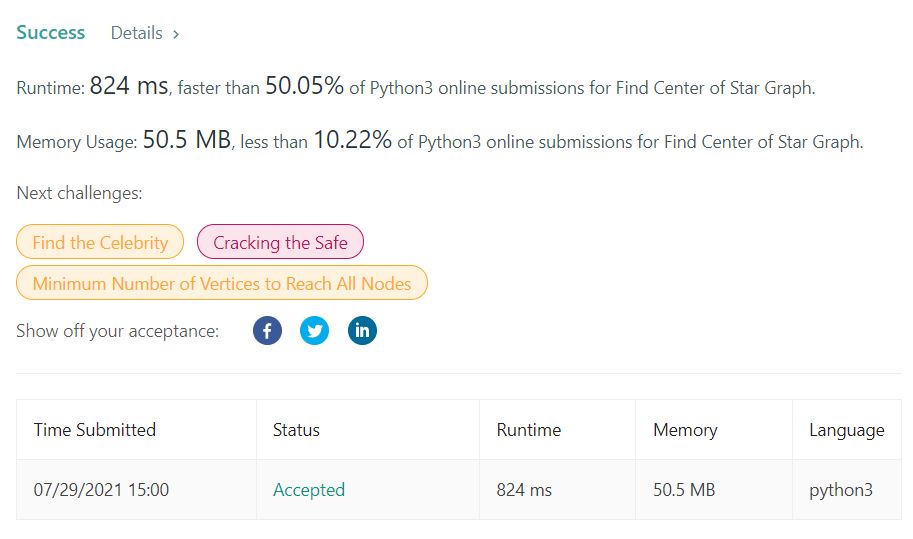 Success Details >
Runtime: 824 ms, faster than 50.05% of Python3 online submissions for Find Center of Star Graph.
Memory Usage: 50.5 MB, less than 10.22% of Python3 online submissions for Find Center of Star Graph.
Next challenges:
Find the Celebrity Cracking the Safe
Minimum Number of Vertices to Reach All Nodes
Show off your acceptance: f in
Time Submitted Status Runtime Memory Language
07/29/2021 15:00 Accepted 824 ms 50.5 MB python3